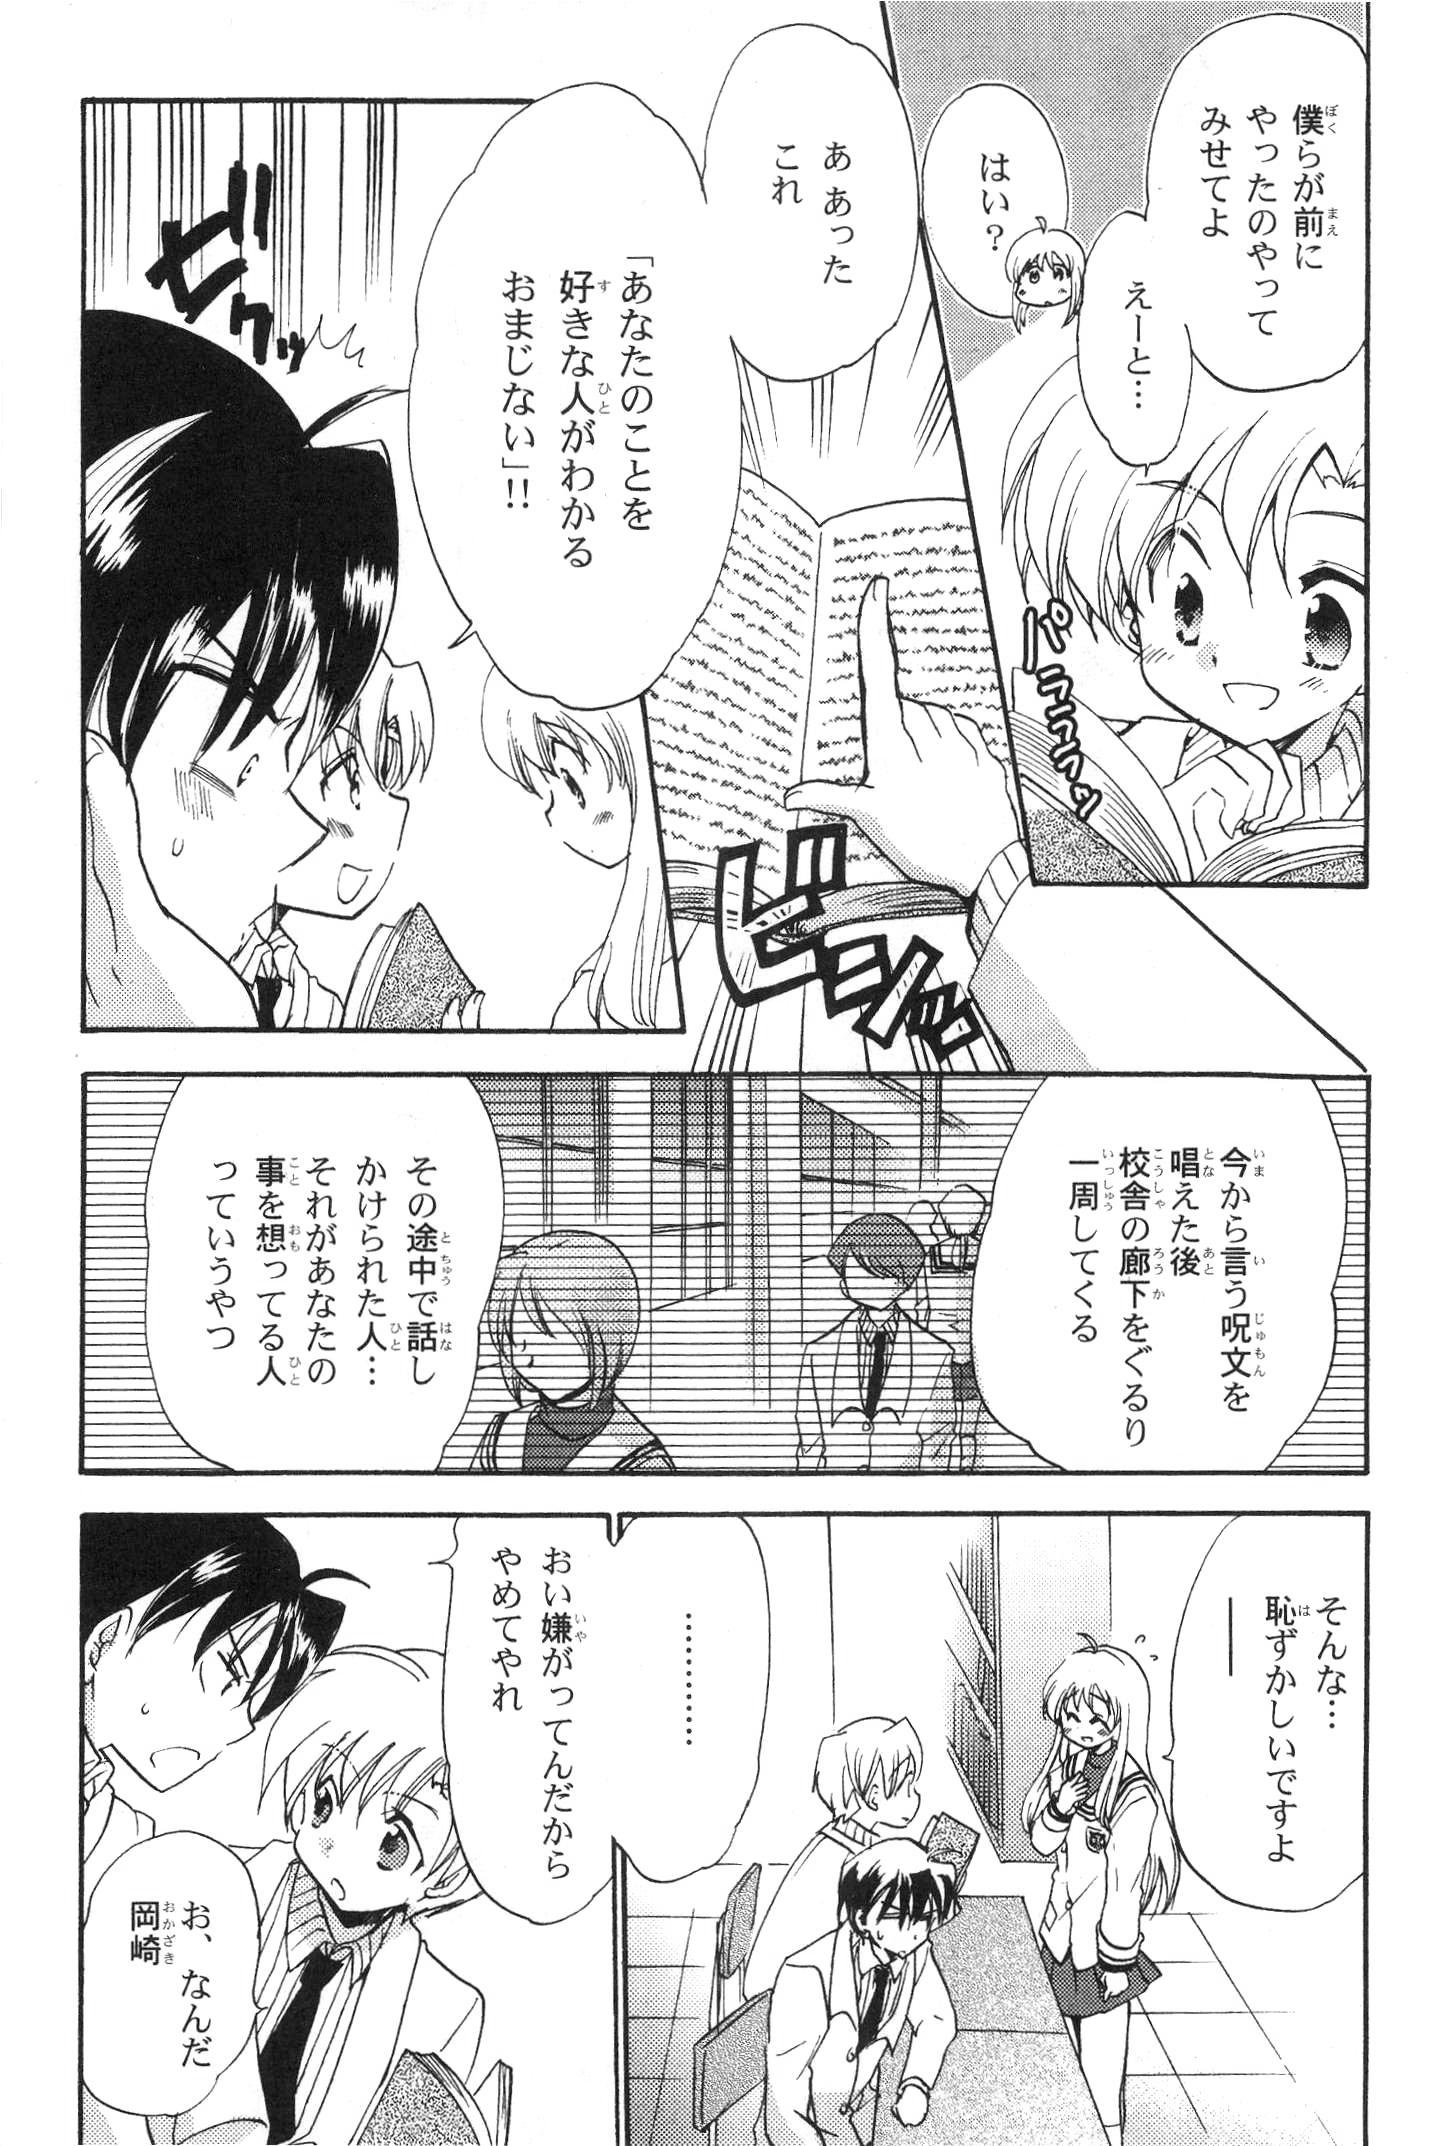 僕らが前に
やったのやって
みせてよ
えーと…
はい?
パラララッ
あ あった
これ
「あなたのことを
好きな人がわかる
おまじない」!!
ビシッ
ビクッ
今から言う呪文を
唱えた後
校舎の廊下をぐるり
一周してくる
その途中で話し
かけられた人…
それがあなたの
事を想ってる人
っていうやつ
そんな…
恥ずかしいですよ
――
…………
おい嫌がってんだから
やめてやれ
お、なんだ
岡崎